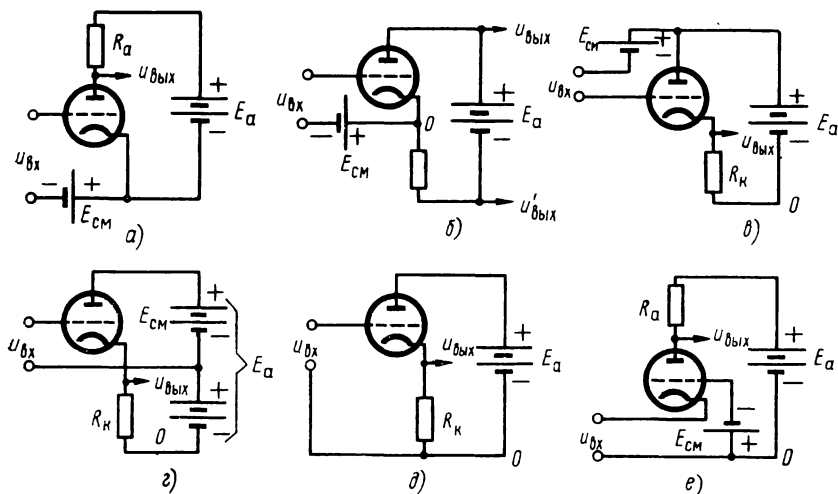 Rа
uвых
+
−
Eа
uвх
−
+
Eсм
а)
uвых
uвх
−
+
0
Eсм
+
−
Eа
u'вых
б)
Eсм
+
−
uвх
uвых
Rк
+
−
Eа
0
в)
uвх
Eсм
+
−
uвых
Rк
+
−
0
Eа
г)
uвх
uвых
Rк
+
−
Eа
0
д)
Rа
uвых
+
−
Eа
uвх
−
+
Eсм
0
е)